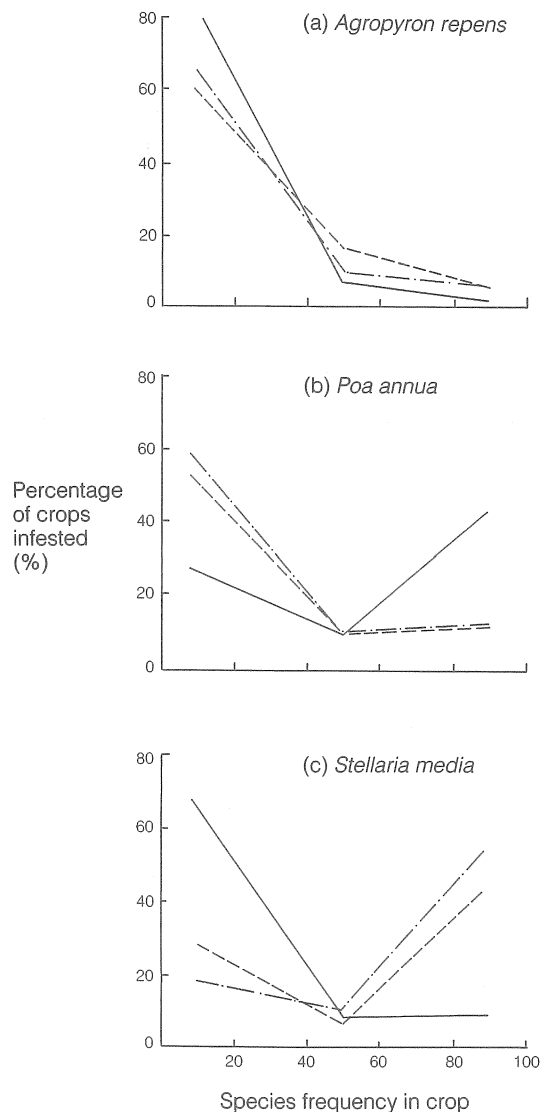 (a) Agropyron repens
80
60
40
20
0
(b) Poa annua
80
60
40
20
0
Percentage
of crops
infested
(%)
(c) Stellaria media
80
60
40
20
0
20 40 60 80 100
Species frequency in crop